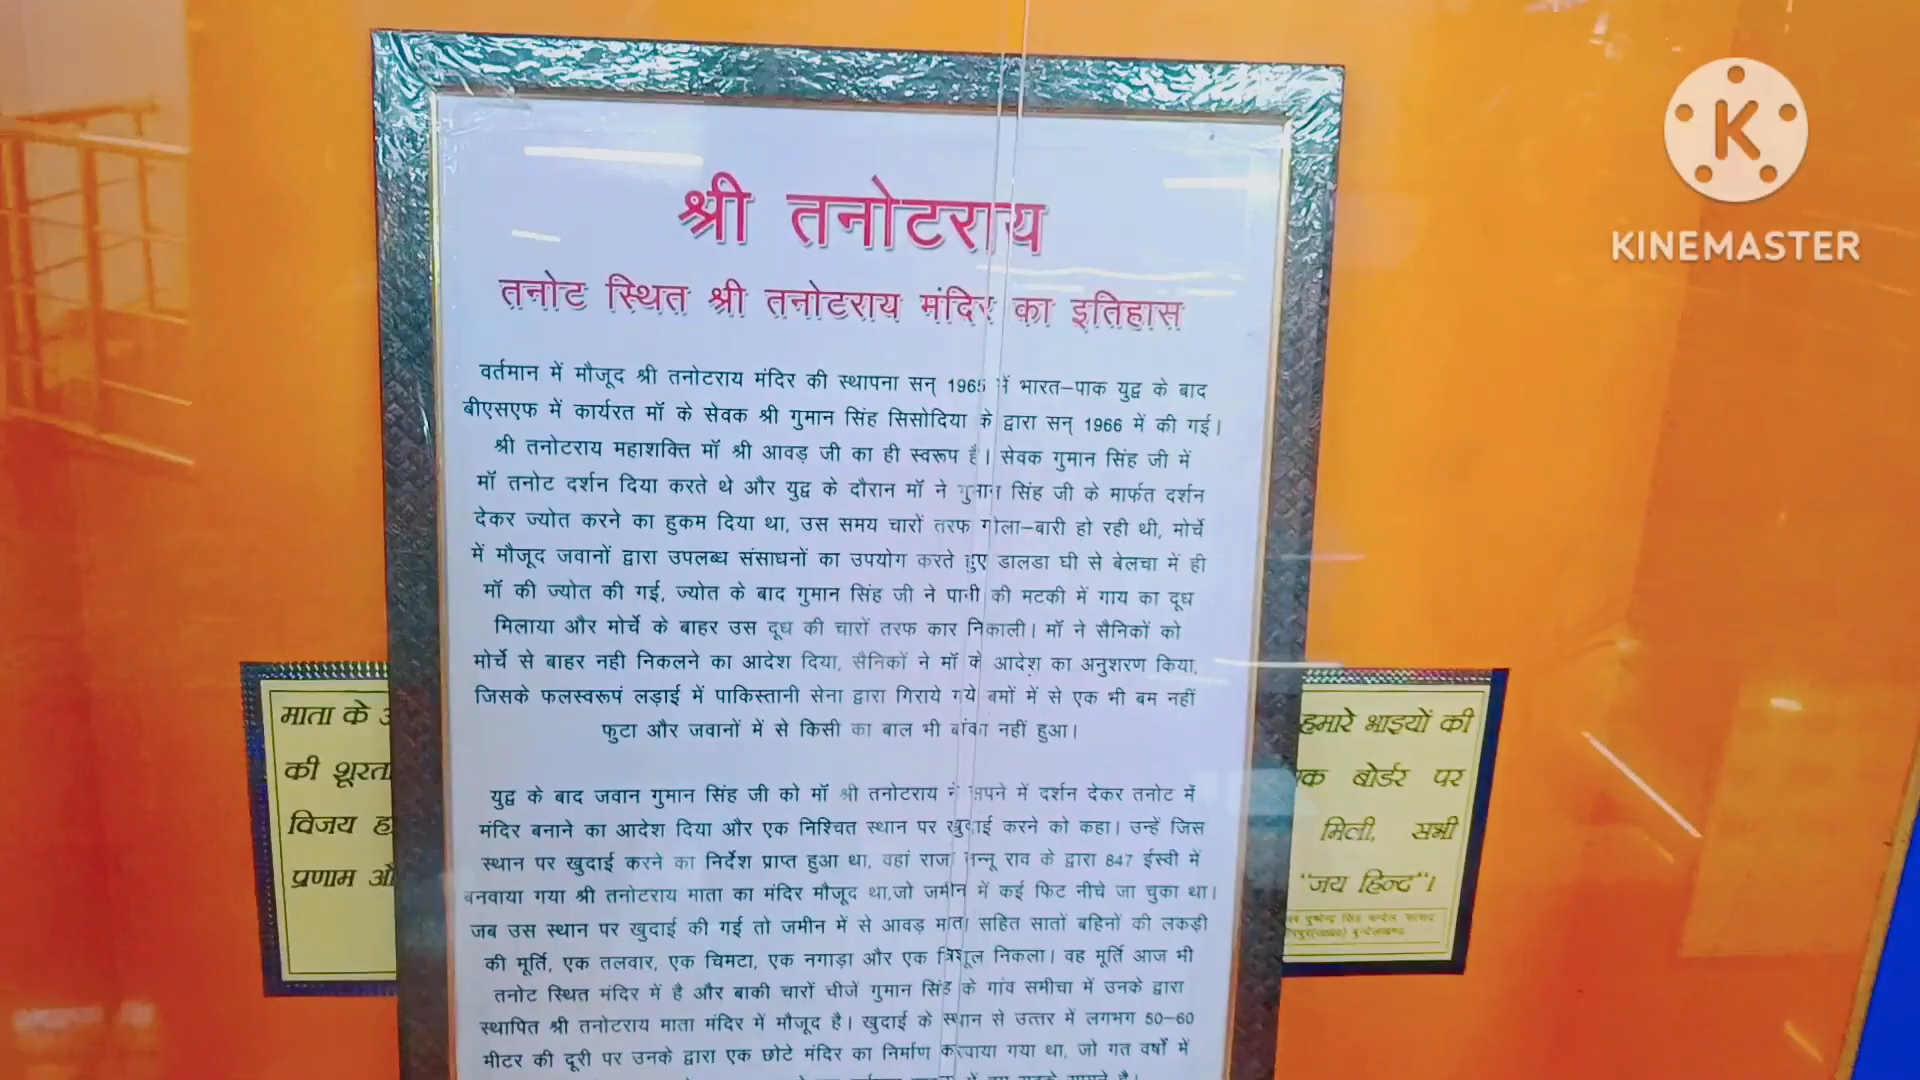 श्री तनोटराय
तनोट स्थित श्री तनोटराय मंदिर का इतिहास
वर्तमान में मौजूद श्री तनोटराय मंदिर की स्थापना सन् 1965 में भारत–पाक युद्व के बाद
बीएसएफ में कार्यरत मॉ के सेवक श्री गुमान सिंह सिसोदिया के द्वारा सन् 1966 में की गई।
श्री तनोटराय महाशक्ति मॉ श्री आवड़ जी का ही स्वरूप है। सेवक गुमान सिंह जी में
मॉ तनोट दर्शन दिया करते थे और युद्व के दौरान मॉ ने गुमान सिंह जी के मार्फत दर्शन
देकर ज्योत करने का हुकम दिया था, उस समय चारों तरफ गोला–बारी हो रही थी, मोर्चे
में मौजूद जवानों द्वारा उपलब्ध संसाधनों का उपयोग करते हुए डालडा घी से बेलचा में ही
मॉ की ज्योत की गई, ज्योत के बाद गुमान सिंह जी ने पानी की मटकी में गाय का दूध
मिलाया और मोर्चे के बाहर उस दूध की चारों तरफ कार निकाली। मॉ ने सैनिकों को
मोर्चे से बाहर नही निकलने का आदेश दिया, सैनिकों ने मॉ के आदेश का अनुशरण किया,
जिसके फलस्वरूपं लड़ाई में पाकिस्तानी सेना द्वारा गिराये गये बमों में से एक भी बम नहीं
फुटा और जवानों में से किसी का बाल भी बांका नहीं हुआ।
युद्व के बाद जवान गुमान सिंह जी को मॉ श्री तनोटराय ने सपने में दर्शन देकर तनोट में
मंदिर बनाने का आदेश दिया और एक निश्चित स्थान पर खुदाई करने को कहा। उन्हें जिस
स्थान पर खुदाई करने का निर्देश प्राप्त हुआ था, वहां राजा तन्नू राव के द्वारा 847 ईस्वी में
बनवाया गया श्री तनोटराय माता का मंदिर मौजूद था,जो जमीन में कई फिट नीचे जा चुका था।
जब उस स्थान पर खुदाई की गई तो जमीन में से आवड़ माता सहित सातों बहिनों की लकड़ी
की मूर्ति, एक तलवार, एक चिमटा, एक नगाड़ा और एक त्रिशूल निकला। वह मूर्ति आज भी
तनोट स्थित मंदिर में है और बाकी चारों चीजें गुमान सिंह के गांव समीचा में उनके द्वारा
स्थापित श्री तनोटराय माता मंदिर में मौजूद है। खुदाई के स्थान से उत्तर में लगभग 50–60
मीटर की दूरी पर उनके द्वारा एक छोटे मंदिर का निर्माण करवाया गया था, जो गत वर्षो में
माता के
की शूरता
विजय
प्रणाम
हमारे भाइयों की
बोर्डर पर
मिली, सभी
"जय हिन्द"।
KINEMASTER